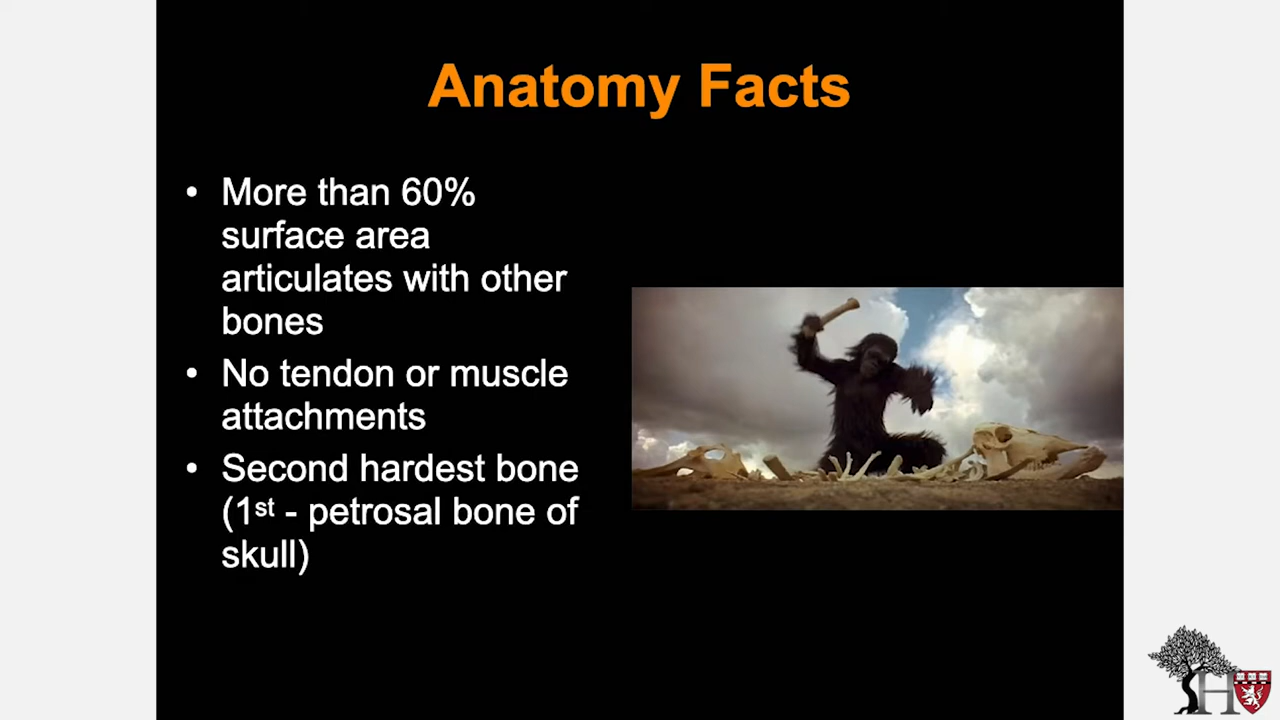 Anatomy Facts
• More than 60%
surface area
articulates with other
bones
• No tendon or muscle
attachments
• Second hardest bone
(1st - petrosal bone of
skull)
H